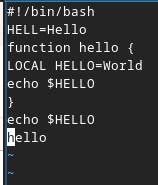 #!/bin/bash
HELL=Hello
function hello {
LOCAL HELLO=World
echo $HELLO
}
echo $HELLO
hello
~
~